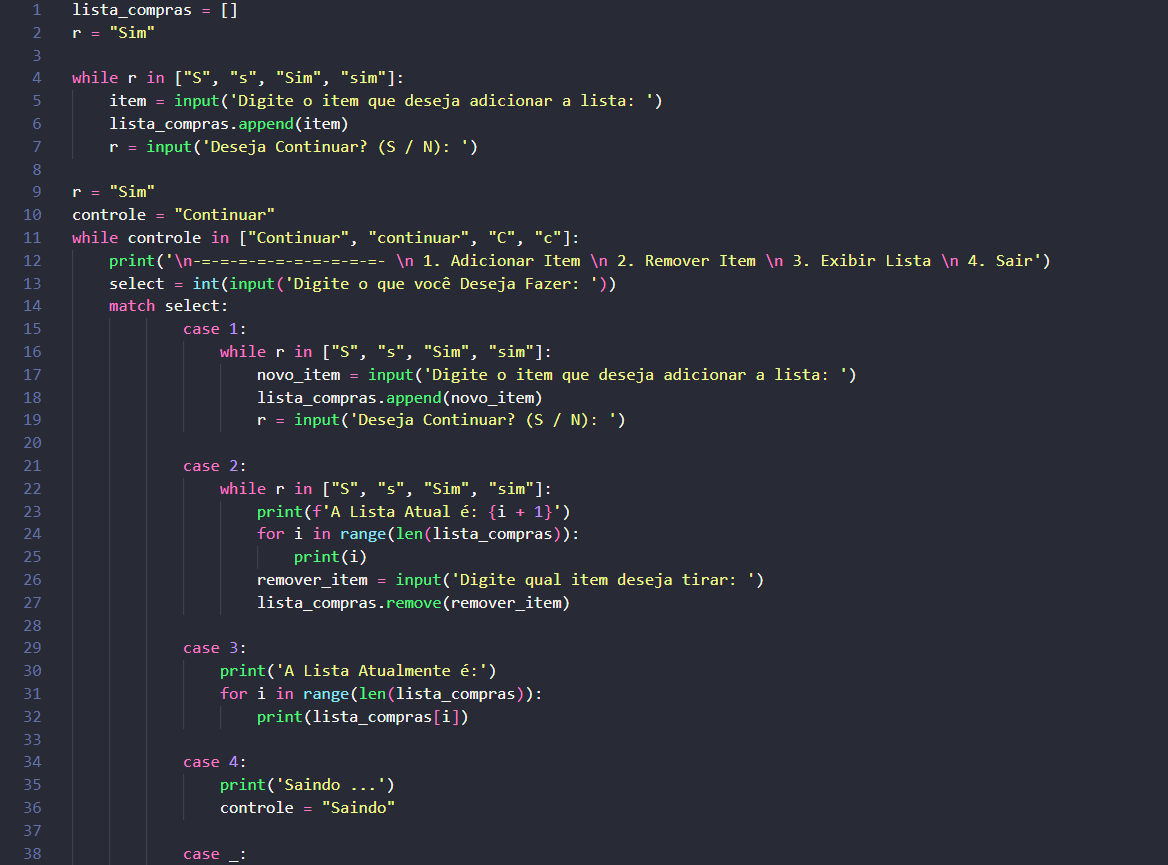 1 lista_compras = []
2 r = "Sim"
3
4 while r in ["S", "s", "Sim", "sim"]:
5     item = input('Digite o item que deseja adicionar a lista: ')
6     lista_compras.append(item)
7     r = input('Deseja Continuar? (S / N): ')
8
9 r = "Sim"
10 controle = "Continuar"
11 while controle in ["Continuar", "continuar", "C", "c"]:
12     print('\n-=-=-=-=-=-=-=-=-=-=- \n 1. Adicionar Item \n 2. Remover Item \n 3. Exibir Lista \n 4. Sair')
13     select = int(input('Digite o que você Deseja Fazer: '))
14     match select:
15             case 1:
16                 while r in ["S", "s", "Sim", "sim"]:
17                     novo_item = input('Digite o item que deseja adicionar a lista: ')
18                     lista_compras.append(novo_item)
19                     r = input('Deseja Continuar? (S / N): ')
20
21             case 2:
22                 while r in ["S", "s", "Sim", "sim"]:
23                     print(f'A Lista Atual é: {i + 1}')
24                     for i in range(len(lista_compras)):
25                         print(i)
26                     remover_item = input('Digite qual item deseja tirar: ')
27                     lista_compras.remove(remover_item)
28
29             case 3:
30                 print('A Lista Atualmente é:')
31                 for i in range(len(lista_compras)):
32                     print(lista_compras[i])
33
34             case 4:
35                 print('Saindo ...')
36                 controle = "Saindo"
37
38             case _: